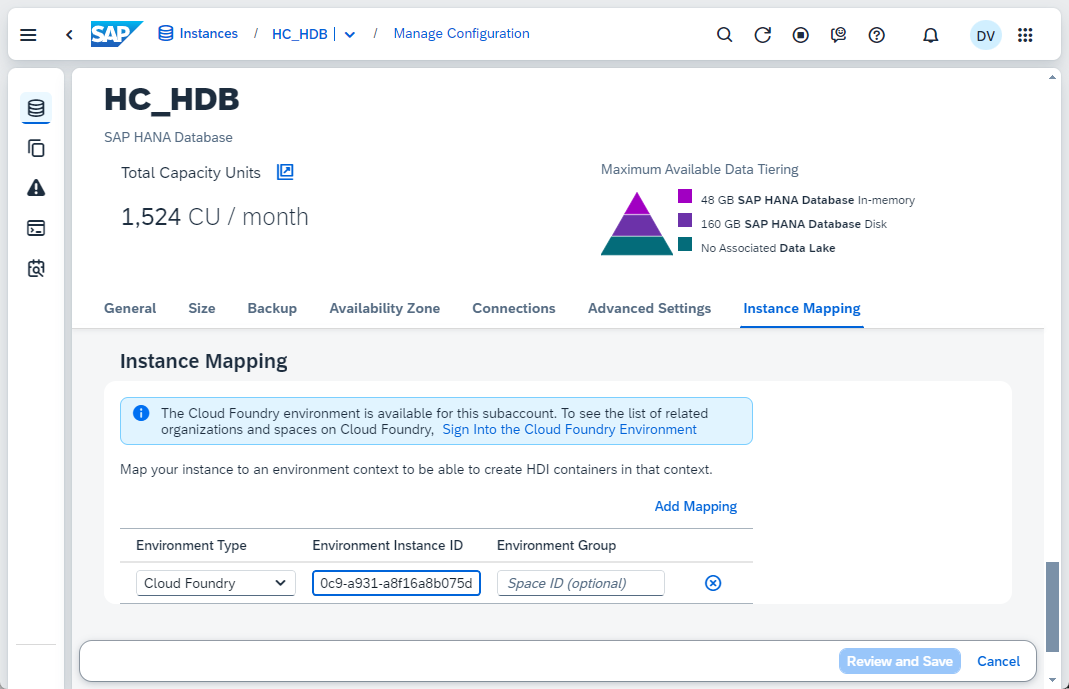 SAP Instances / HC_HDB | / Manage Configuration DV
HC_HDB
SAP HANA Database
Total Capacity Units
1,524 CU / month
Maximum Available Data Tiering
48 GB SAP HANA Database In-memory
160 GB SAP HANA Database Disk
No Associated Data Lake
General Size Backup Availability Zone Connections Advanced Settings Instance Mapping
Instance Mapping
The Cloud Foundry environment is available for this subaccount. To see the list of related
organizations and spaces on Cloud Foundry, Sign Into the Cloud Foundry Environment
Map your instance to an environment context to be able to create HDI containers in that context.
Add Mapping
Environment Type Environment Instance ID Environment Group
Cloud Foundry 0c9-a931-a8f16a8b075d Space ID (optional)
Review and Save Cancel